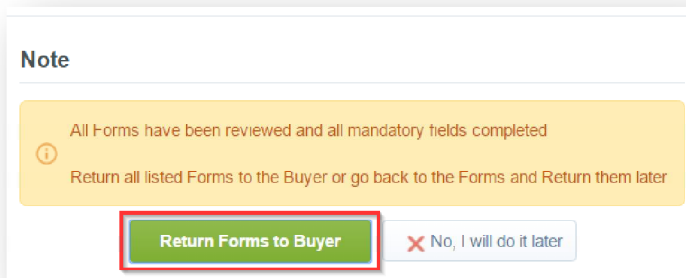 Note
All Forms have been reviewed and all mandatory fields completed
Return all listed Forms to the Buyer or go back to the Forms and Return them later
Return Forms to Buyer
No, I will do it later